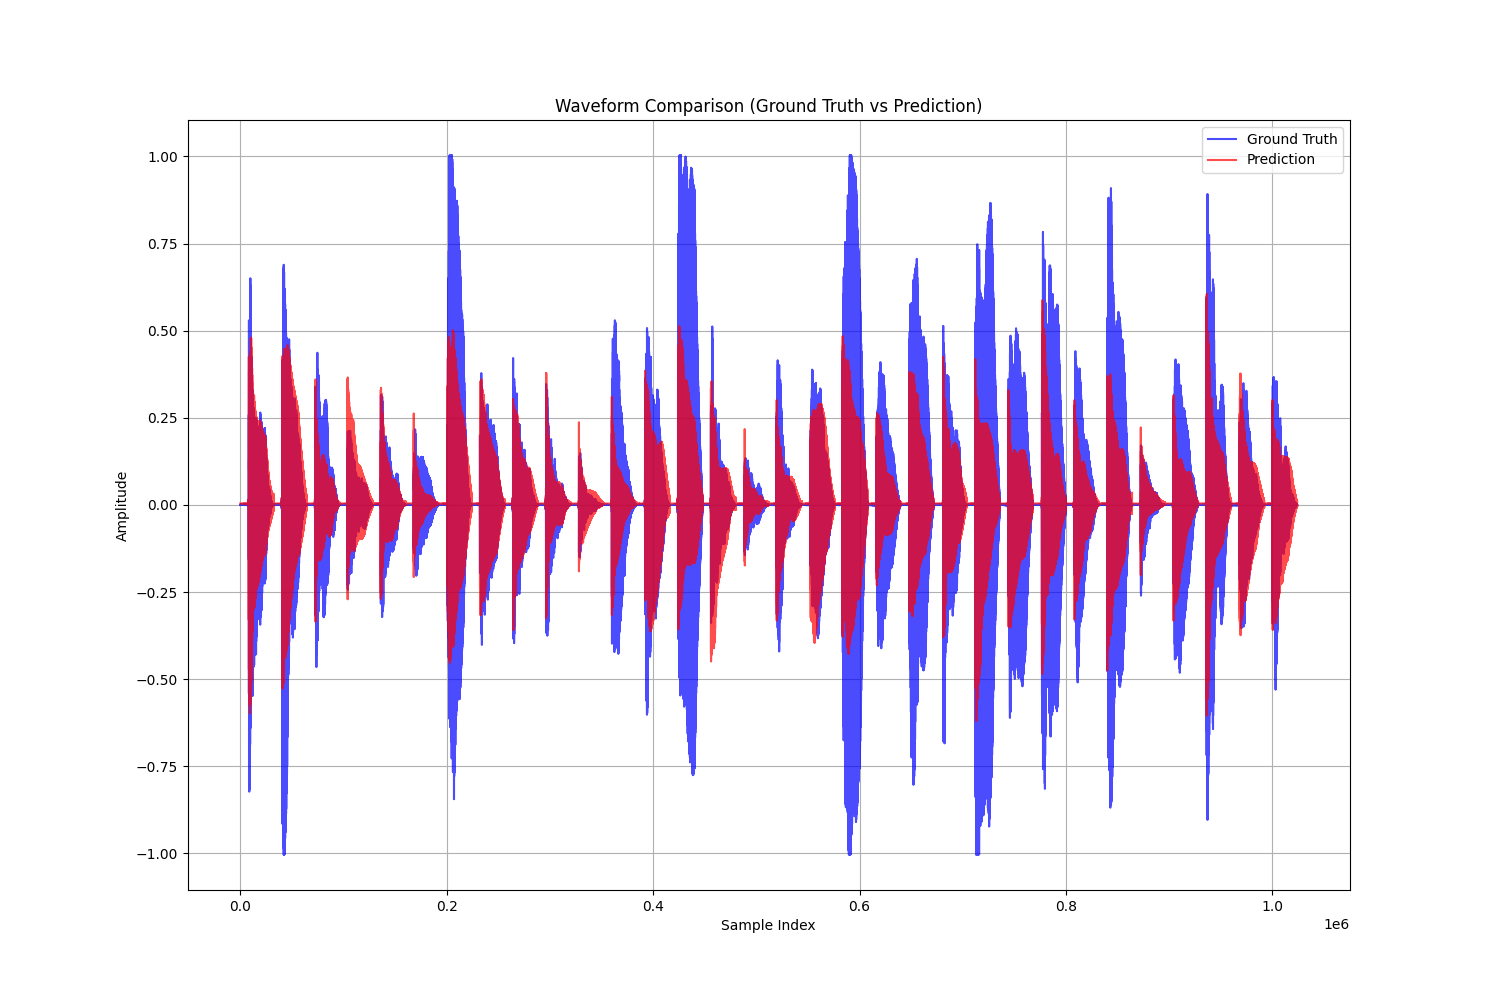 Waveform Comparison (Ground Truth vs Prediction)
Ground Truth
Prediction
1.00
0.75
0.50
0.25
0.00
−0.25
−0.50
−0.75
−1.00
Amplitude
0.0 0.2 0.4 0.6 0.8 1.0
1e6
Sample Index